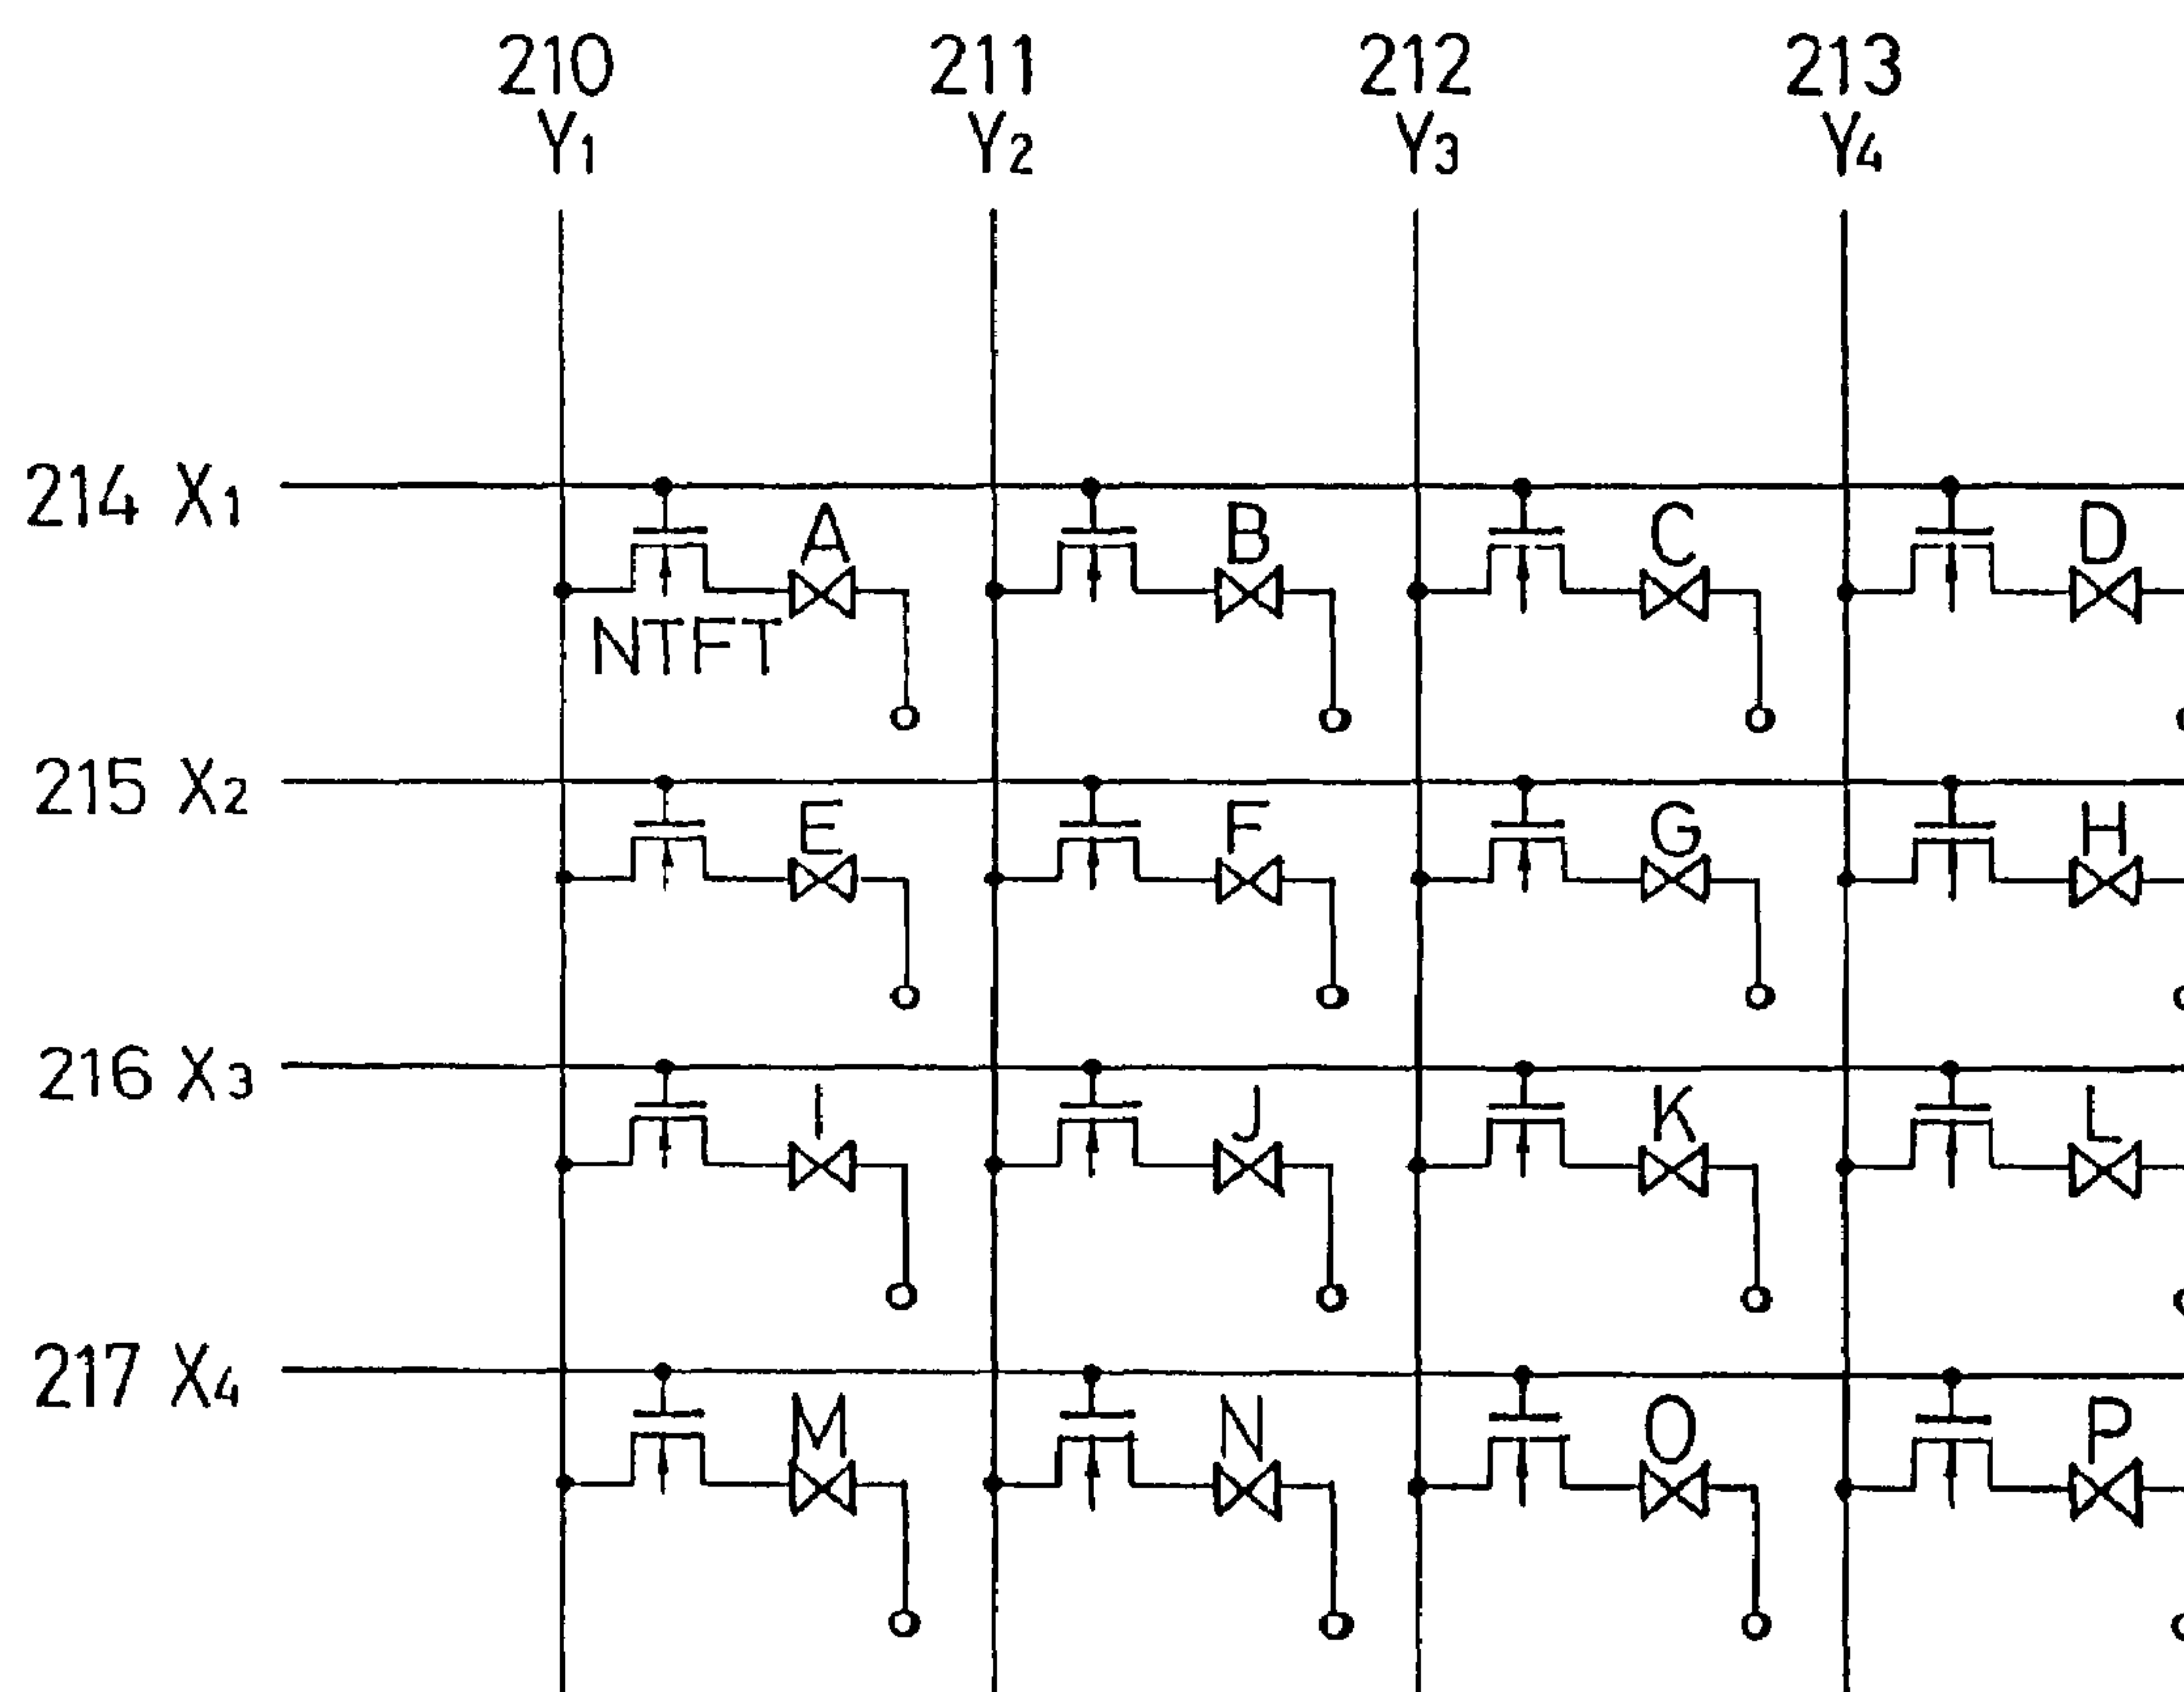 210 211 212 213
Y1 Y2 Y3 Y4
214 X1
A B C D
NTFT
215 X2
E F G H
216 X3
I J K L
217 X4
M N O P